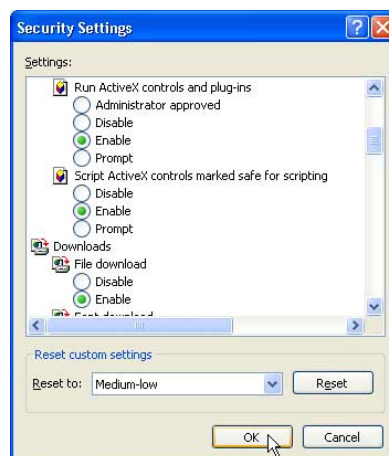 Security Settings
Settings:
Run ActiveX controls and plug-ins
Administrator approved
Disable
Enable
Prompt
Script ActiveX controls marked safe for scripting
Disable
Enable
Prompt
Downloads
File download
Disable
Enable
Font download
Reset custom settings
Reset to: Medium-low Reset
OK Cancel